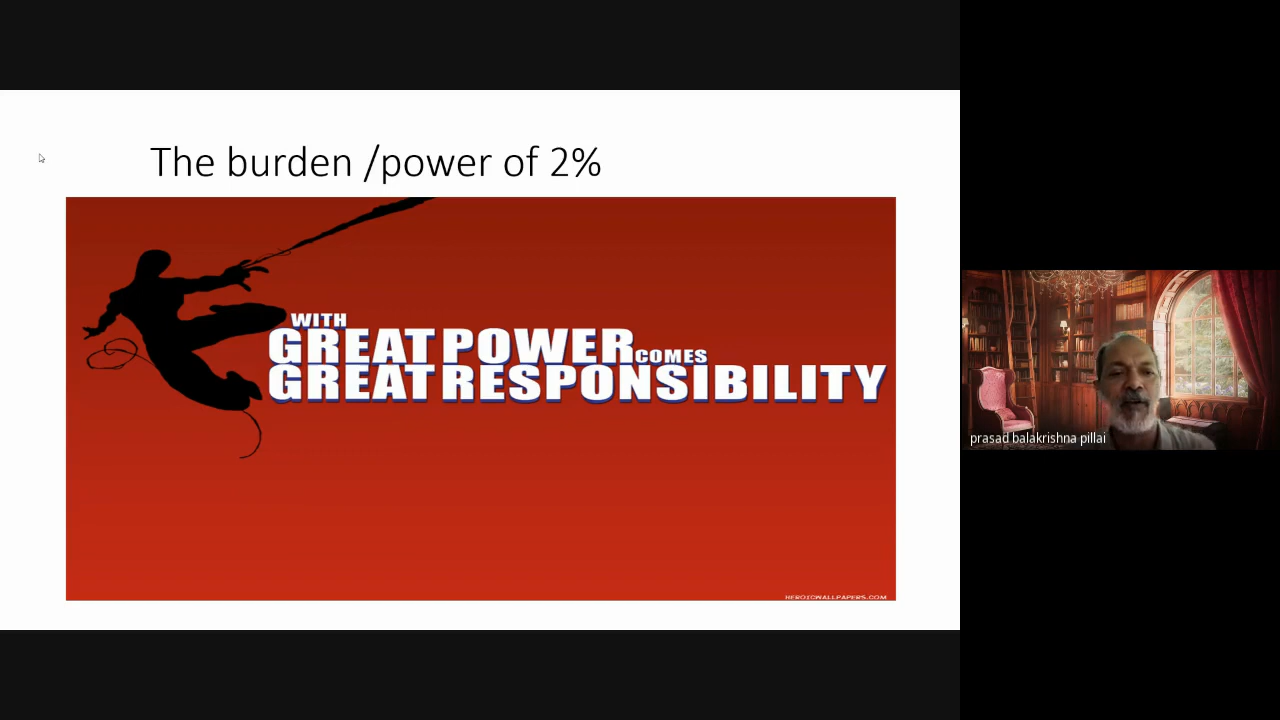 The burden /power of 2%
WITH
GREAT POWER COMES
GREAT RESPONSIBILITY
HEROICWALLPAPERS.COM
prasad balakrishna pillai